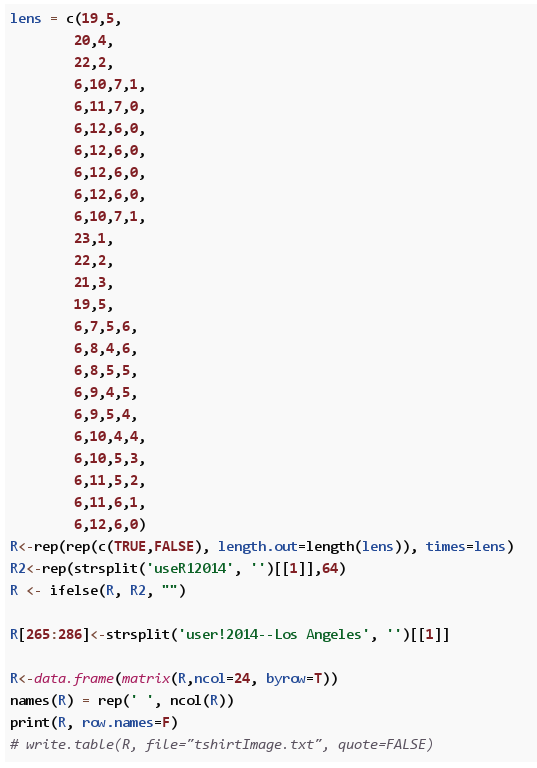 lens = c(19,5,
20,4,
22,2,
6,10,7,1,
6,11,7,0,
6,12,6,0,
6,12,6,0,
6,12,6,0,
6,12,6,0,
6,10,7,1,
23,1,
22,2,
21,3,
19,5,
6,7,5,6,
6,8,4,6,
6,8,5,5,
6,9,4,5,
6,9,5,4,
6,10,4,4,
6,10,5,3,
6,11,5,2,
6,11,6,1,
6,12,6,0)
R<-rep(rep(c(TRUE,FALSE), length.out=length(lens)), times=lens)
R2<-rep(strsplit('useR12014', '')[[1]],64)
R <- ifelse(R, R2, "")
R[265:286]<-strsplit('user!2014--Los Angeles', '')[[1]]
R<-data.frame(matrix(R,ncol=24, byrow=T))
names(R) = rep(' ', ncol(R))
print(R, row.names=F)
# write.table(R, file=”tshirtImage.txt”, quote=FALSE)